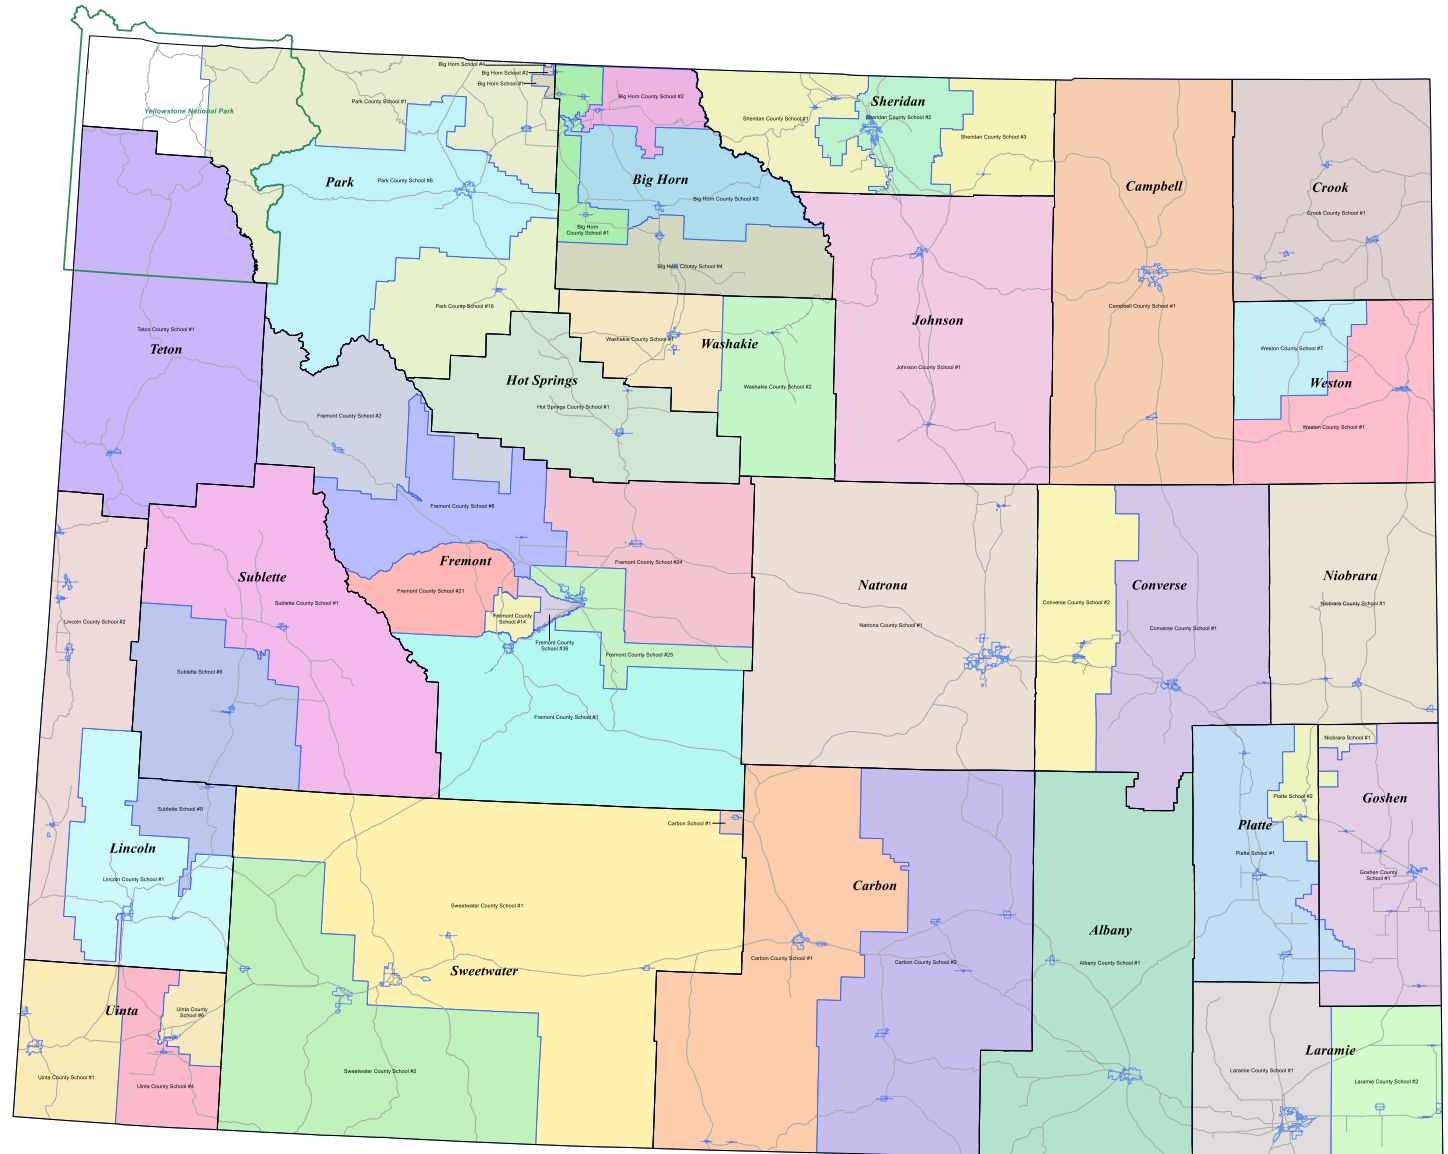 Big Horn School #4
Big Horn School #2
Big Horn School #1
Park County School #1
Yellowstone National Park
Big Horn County School #2
Sheridan
Sheridan County School #1
Sheridan County School #2
Sheridan County School #3
Park
Park County School #6
Big Horn
Big Horn County School #3
Campbell
Crook
Crook County School #1
Big Horn
County School #1
Big Horn County School #4
Park County School #16
Campbell County School #1
Teton County School #1
Teton
Johnson
Johnson County School #1
Washakie County School #1
Washakie
Washakie County School #2
Weston County School #7
Weston
Weston County School #1
Hot Springs
Hot Springs County School #1
Fremont County School #2
Fremont County School #6
Fremont
Fremont County School #24
Fremont County School #21
Fremont County
School #14
Fremont County
School #38
Fremont County School #25
Fremont County School #1
Sublette
Sublette County School #1
Lincoln County School #2
Sublette School #9
Natrona
Natrona County School #1
Converse
Converse County School #2
Converse County School #1
Niobrara
Niobrara County School #1
Niobrara School #1
Sublette School #9
Lincoln
Lincoln County School #1
Carbon School #1
Platte School #2
Platte
Platte School #1
Goshen
Goshen County
School #1
Sweetwater County School #1
Sweetwater
Sweetwater County School #2
Carbon
Carbon County School #1
Carbon County School #2
Albany
Albany County School #1
Uinta
Uinta County
School #6
Uinta County School #1
Uinta County School #4
Laramie
Laramie County School #1
Laramie County School #2